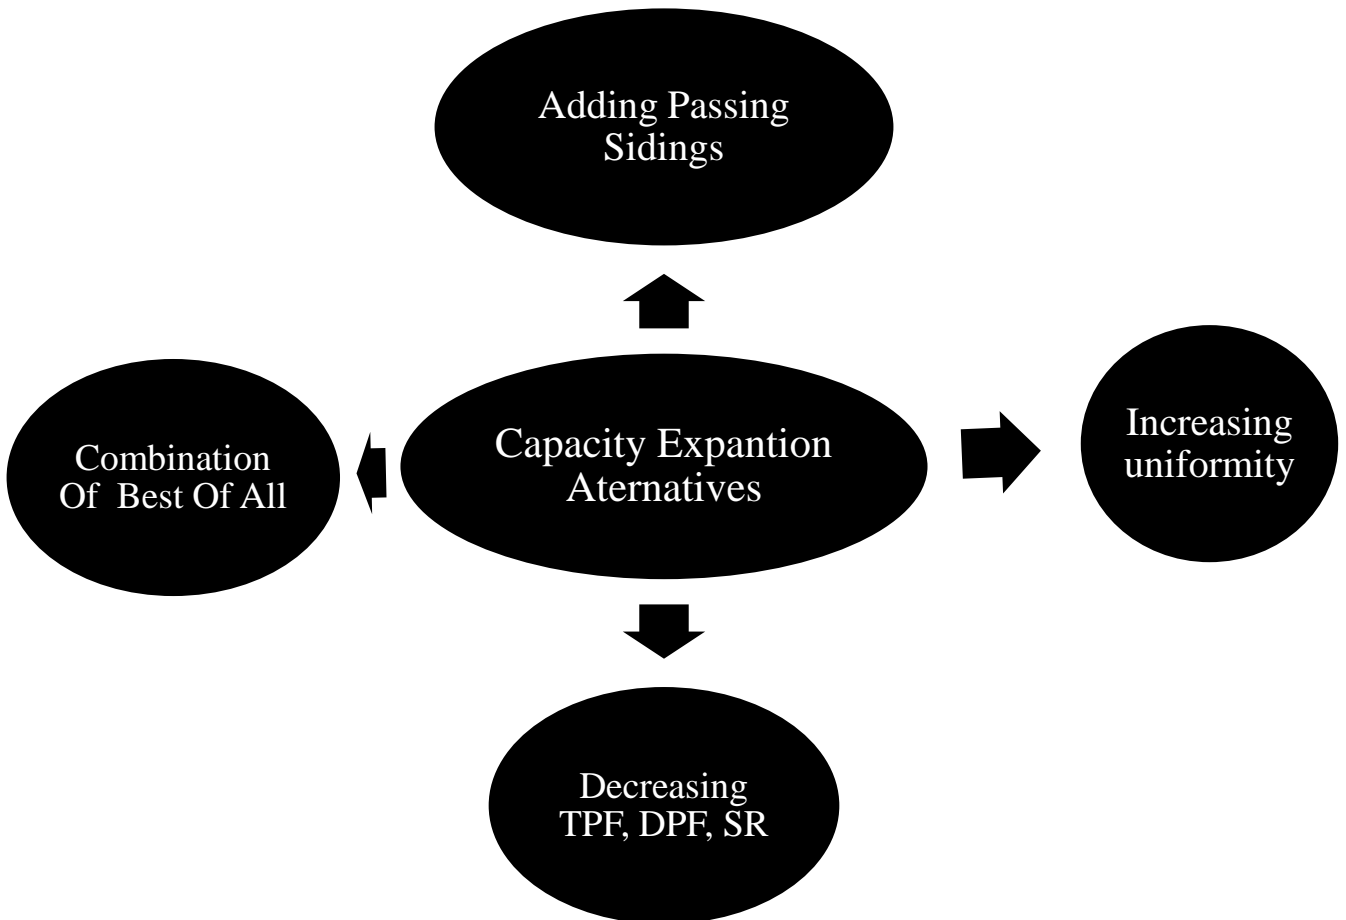 Adding Passing
Sidings
Combination
Of Best Of All
Capacity Expantion
Aternatives
Increasing
uniformity
Decreasing
TPF, DPF, SR